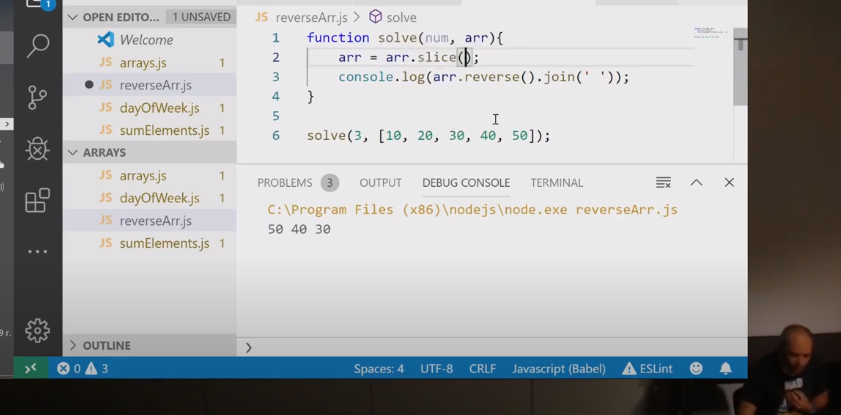 1
OPEN EDITO... 1 UNSAVED
Welcome
JS arrays.js 1
JS reverseArr.js
JS dayOfWeek.js 1
JS sumElements.js 1
ARRAYS
JS arrays.js 1
JS dayOfWeek.js 1
JS reverseArr.js
JS sumElements.js 1
OUTLINE
JS reverseArr.js > solve
1 function solve(num, arr){
2 arr = arr.slice();
3 console.log(arr.reverse().join(' '));
4 }
5
6 solve(3, [10, 20, 30, 40, 50]);
PROBLEMS 3 OUTPUT DEBUG CONSOLE TERMINAL
C:\Program Files (x86)\nodejs\node.exe reverseArr.js
50 40 30
>
0 3 Spaces: 4 UTF-8 CRLF Javascript (Babel) ESLint